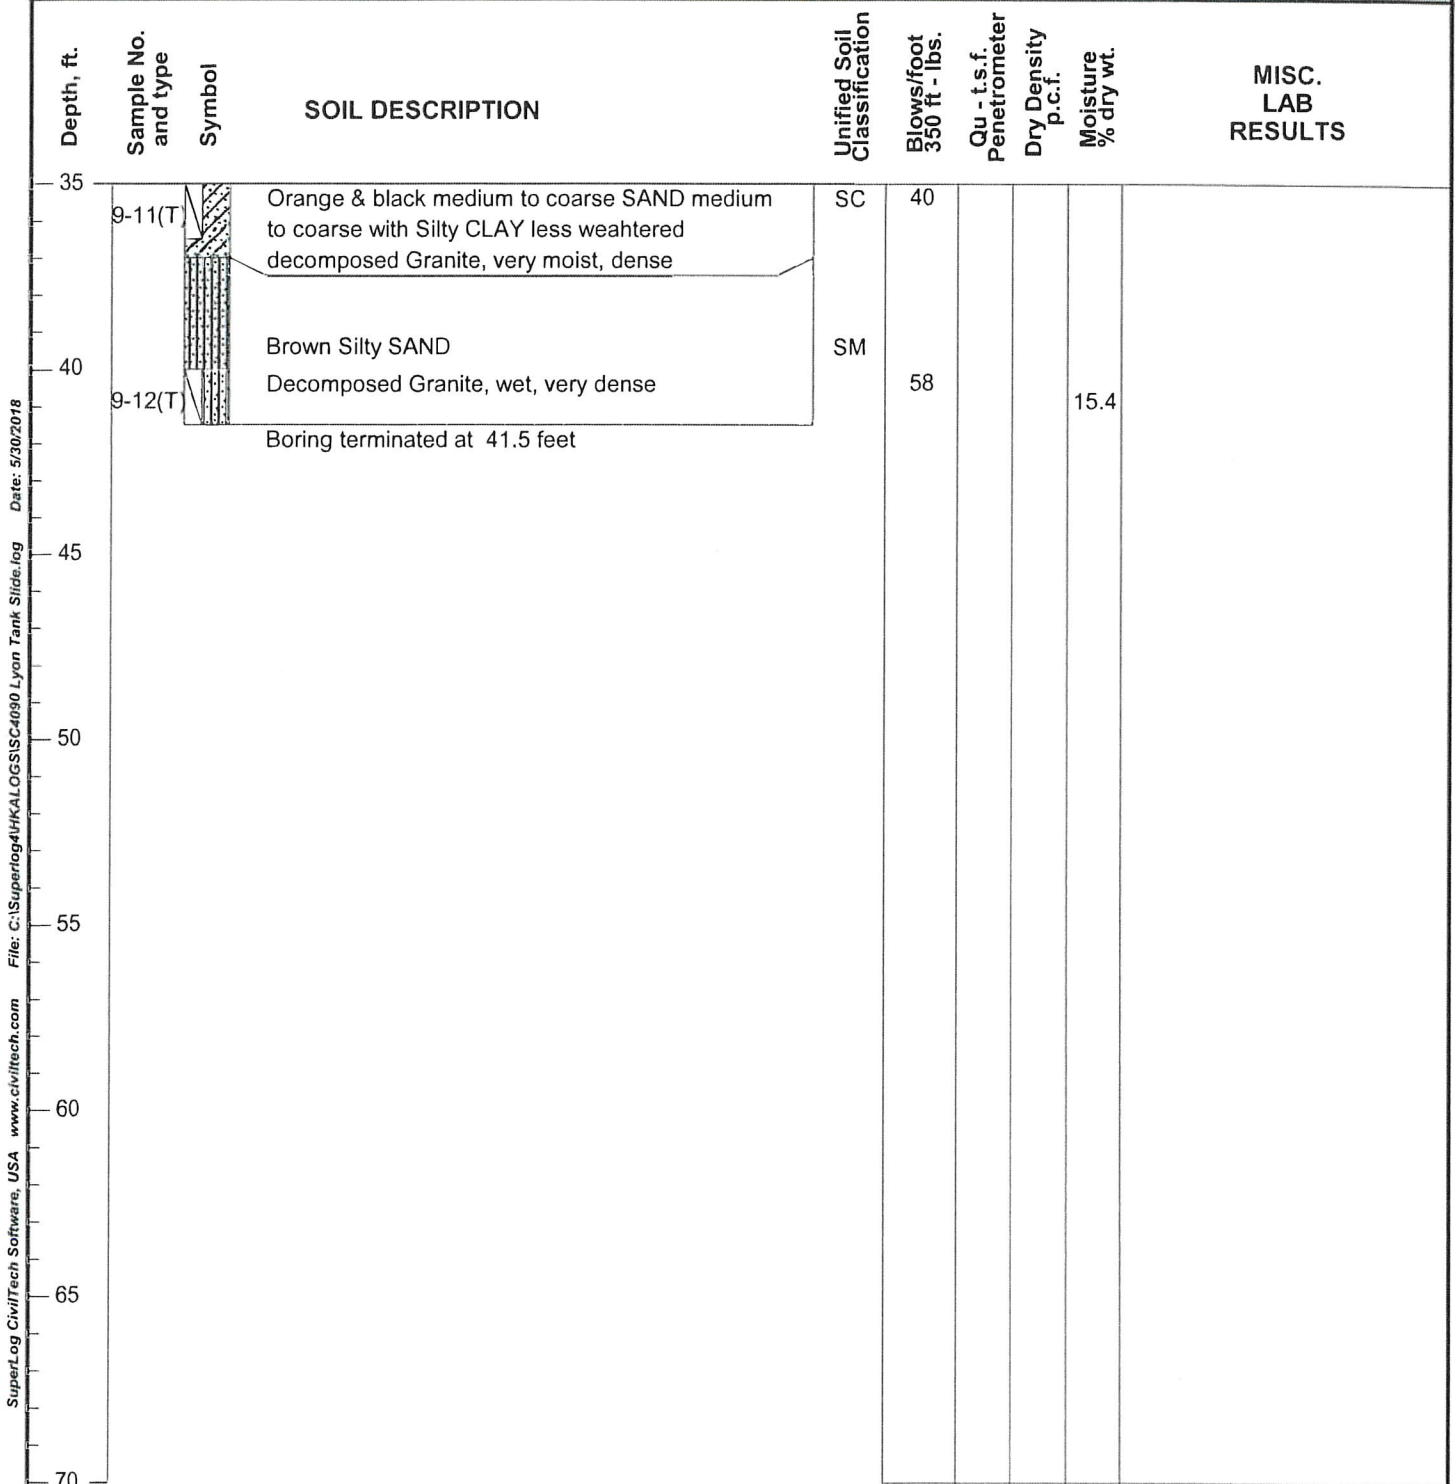 Depth, ft.
Sample No.
and type
Symbol
SOIL DESCRIPTION
Unified Soil
Classification
Blows/foot
350 ft - lbs.
Qu - t.s.f.
Penetrometer
Dry Density
p.c.f.
Moisture
% dry wt.
MISC.
LAB
RESULTS
35
9-11(T)
Orange & black medium to coarse SAND medium
to coarse with Silty CLAY less weahtered
decomposed Granite, very moist, dense
SC
40
Brown Silty SAND
SM
40
Decomposed Granite, wet, very dense
58
9-12(T)
15.4
Boring terminated at 41.5 feet
45
50
55
60
65
70
SuperLog CivilTech Software, USA www.civiltech.com File: C:\Superlog4\HKALOGS\SC4090 Lyon Tank Slide.log Date: 5/30/2018